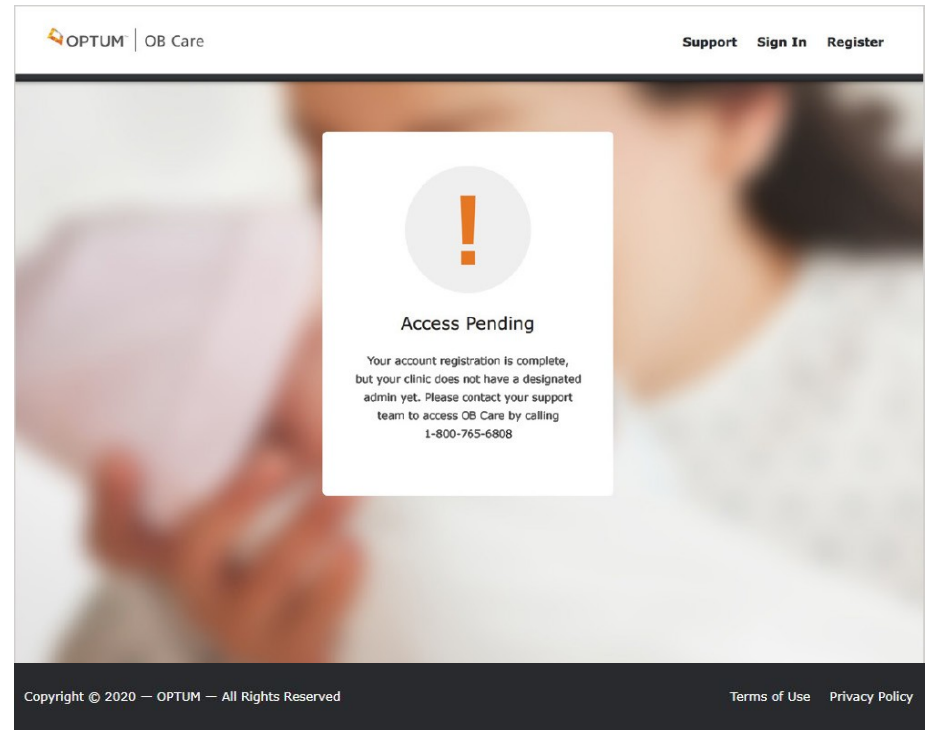 OPTUM™ | OB Care
Support Sign In Register
!
Access Pending
Your account registration is complete,
but your clinic does not have a designated
admin yet. Please contact your support
team to access OB Care by calling
1-800-765-6808
Copyright © 2020 — OPTUM — All Rights Reserved
Terms of Use Privacy Policy